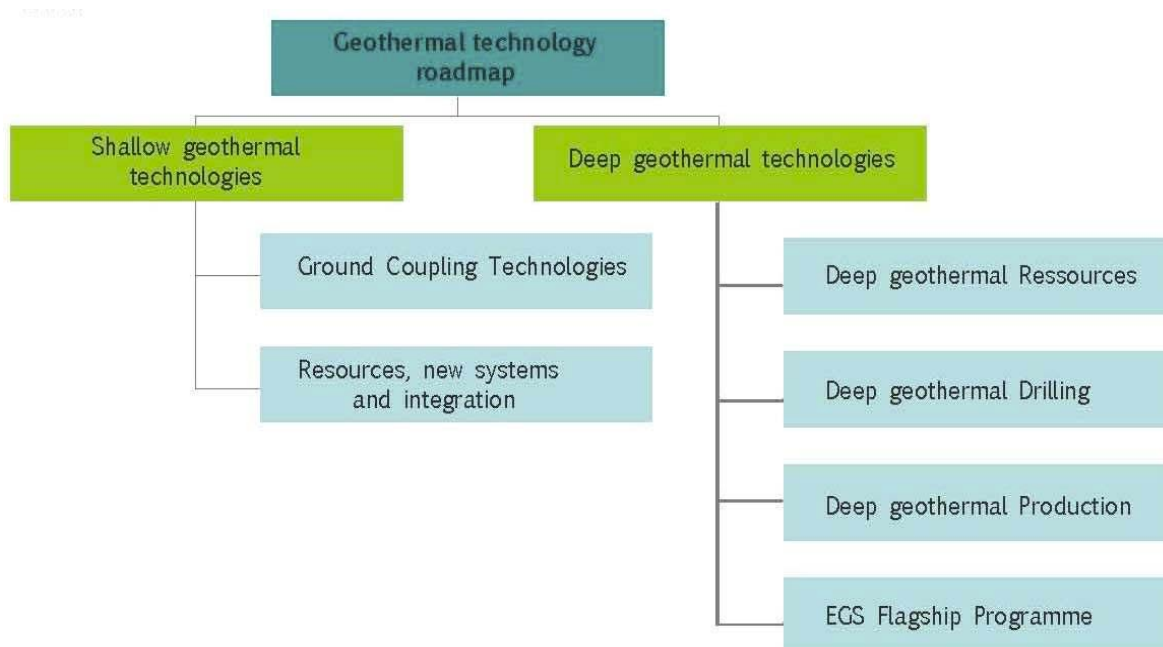 Geothermal technology
roadmap
Shallow geothermal
technologies
Deep geothermal technologies
Ground Coupling Technologies
Resources, new systems
and integration
Deep geothermal Ressources
Deep geothermal Drilling
Deep geothermal Production
EGS Flagship Programme